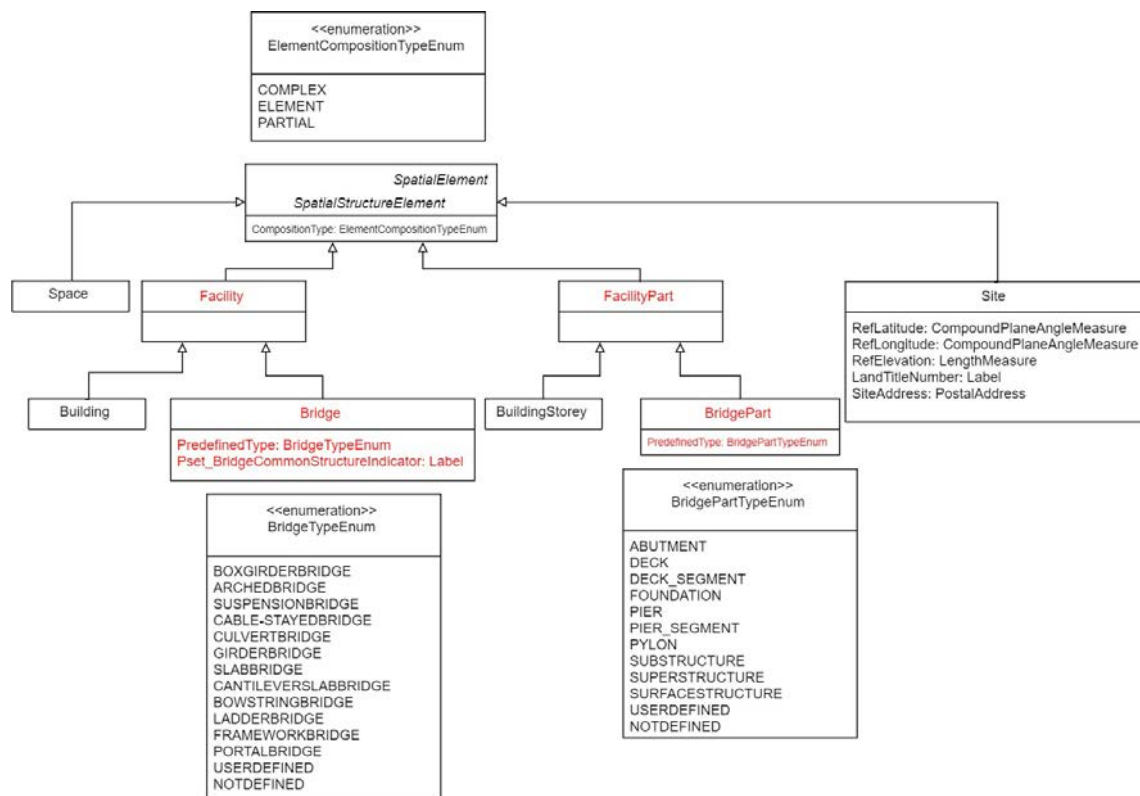 <<enumeration>>
ElementCompositionTypeEnum
COMPLEX
ELEMENT
PARTIAL
SpatialElement
SpatialStructureElement
CompositionType: ElementCompositionTypeEnum
Space
Facility
FacilityPart
Site
RefLatitude: CompoundPlaneAngleMeasure
RefLongitude: CompoundPlaneAngleMeasure
RefElevation: LengthMeasure
LandTitleNumber: Label
SiteAddress: PostalAddress
Building
Bridge
PredefinedType: BridgeTypeEnum
Pset_BridgeCommonStructureIndicator: Label
BuildingStorey
BridgePart
PredefinedType: BridgePartTypeEnum
<<enumeration>>
BridgeTypeEnum
BOXGIRDERBRIDGE
ARCHEDBRIDGE
SUSPENSIONBRIDGE
CABLE-STAYEDBRIDGE
CULVERTBRIDGE
GIRDERBRIDGE
SLABBRIDGE
CANTILEVERSLABBRIDGE
BOWSTRINGBRIDGE
LADDERBRIDGE
FRAMEWORKBRIDGE
PORTALBRIDGE
USERDEFINED
NOTDEFINED
<<enumeration>>
BridgePartTypeEnum
ABUTMENT
DECK
DECK_SEGMENT
FOUNDATION
PIER
PIER_SEGMENT
PYLON
SUBSTRUCTURE
SUPERSTRUCTURE
SURFACESTRUCTURE
USERDEFINED
NOTDEFINED